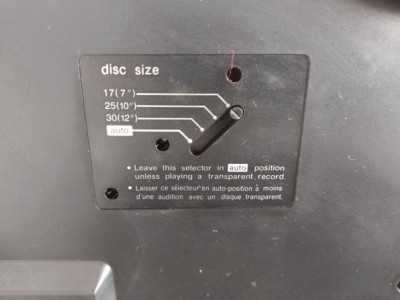 disc size
17(7")
25(10")
30(12")
auto
• Leave this selector in auto position
unless playing a transparent, record.
• Laisser ce sélecteur en auto-position à moins
d'une audition avec un disque transparent.